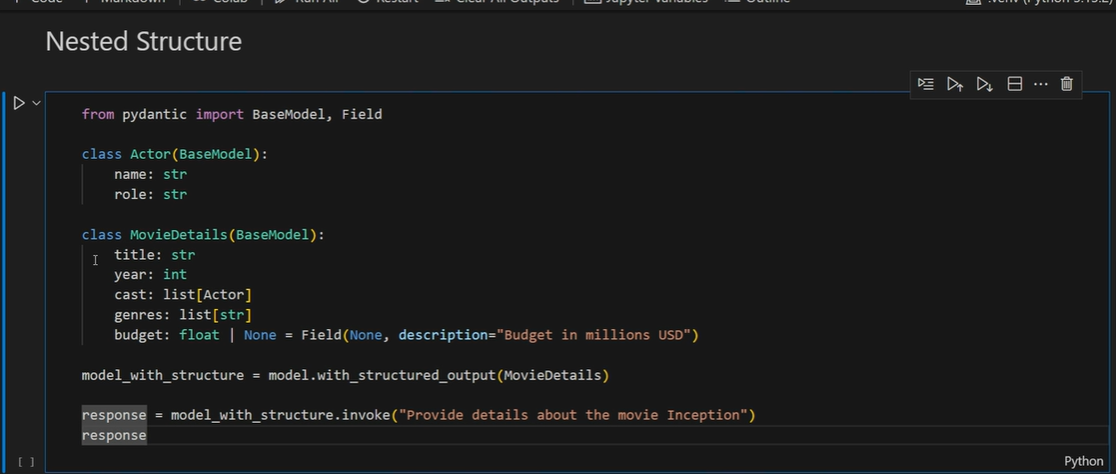 Nested Structure
from pydantic import BaseModel, Field
class Actor(BaseModel):
name: str
role: str
class MovieDetails(BaseModel):
title: str
year: int
cast: list[Actor]
genres: list[str]
budget: float | None = Field(None, description="Budget in millions USD")
model_with_structure = model.with_structured_output(MovieDetails)
response = model_with_structure.invoke("Provide details about the movie Inception")
response
[ ]
Python